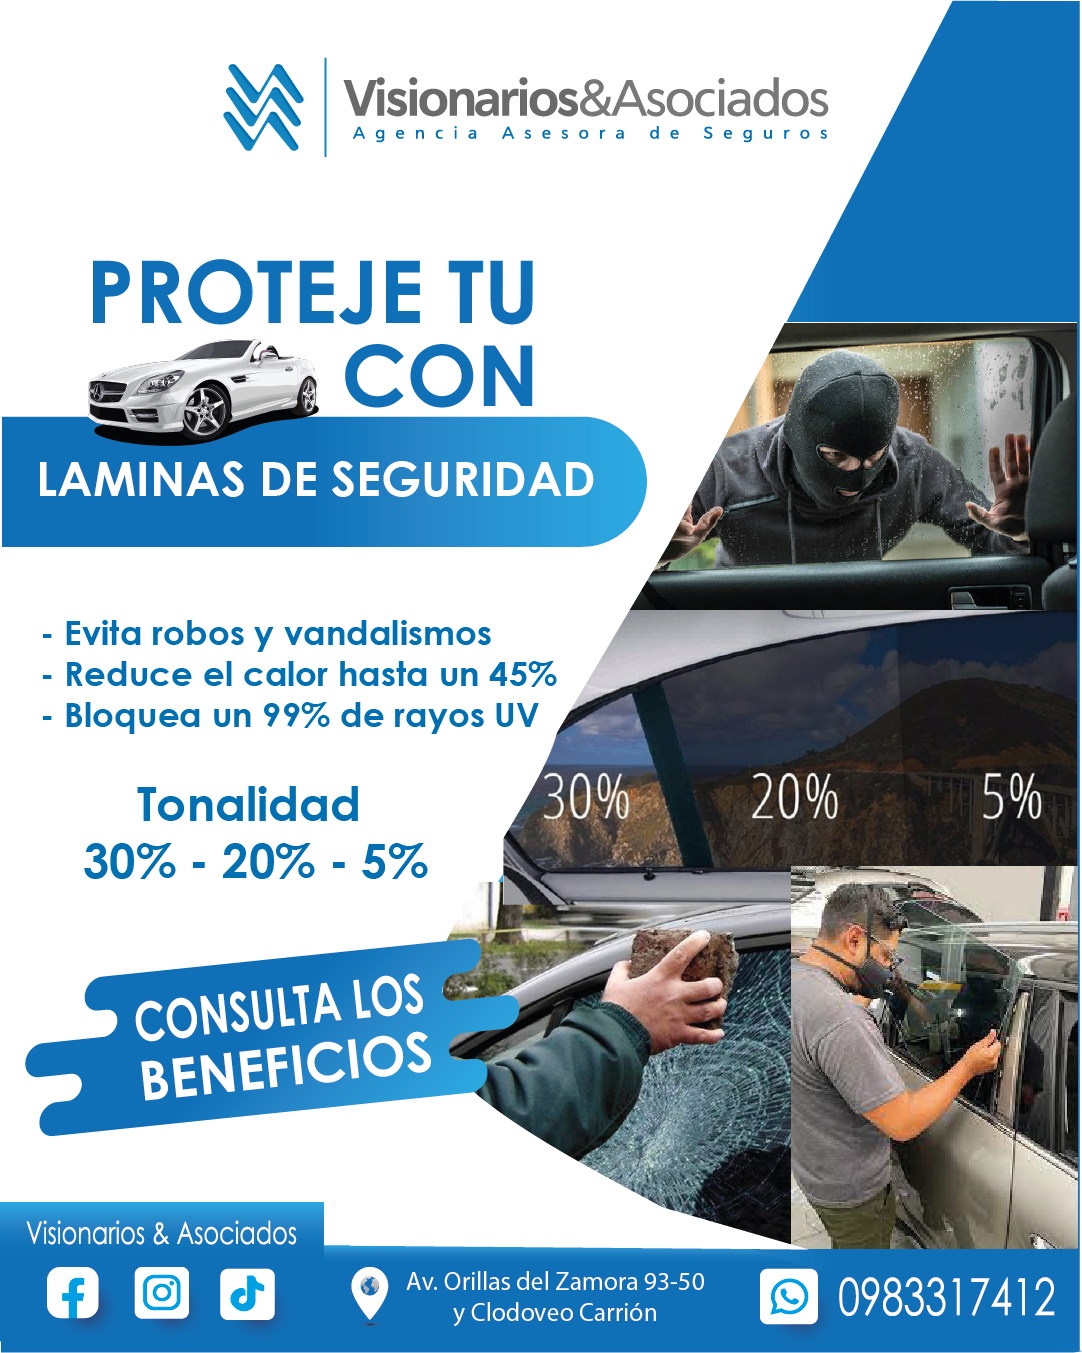 Visionarios&Asociados
Agencia Asesora de Seguros
PROTEJE TU
CON
LAMINAS DE SEGURIDAD
- Evita robos y vandalismos
- Reduce el calor hasta un 45%
- Bloquea un 99% de rayos UV
Tonalidad
30% - 20% - 5%
30% 20% 5%
CONSULTA LOS
BENEFICIOS
Visionarios & Asociados
Av. Orillas del Zamora 93-50
y Clodoveo Carrión
0983317412